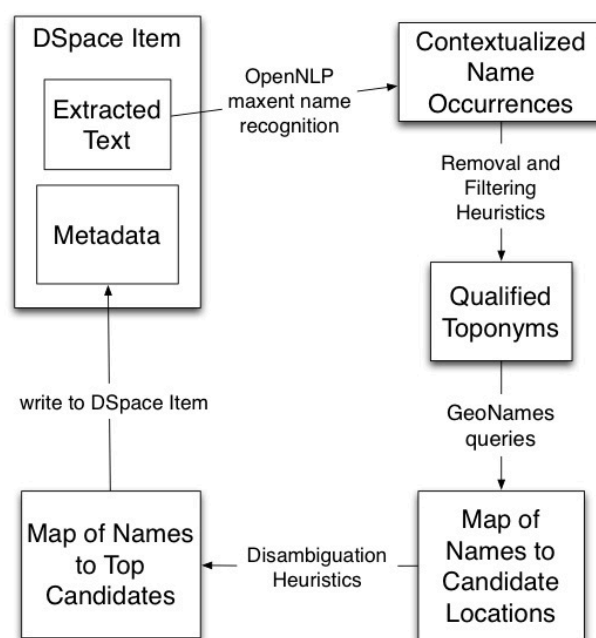 DSpace Item
Extracted
Text
Metadata
OpenNLP
maxent name
recognition
Contextualized
Name
Occurrences
Removal and
Filtering
Heuristics
Qualified
Toponyms
GeoNames
queries
Map of
Names to
Candidate
Locations
Disambiguation
Heuristics
Map of Names
to Top
Candidates
write to DSpace Item